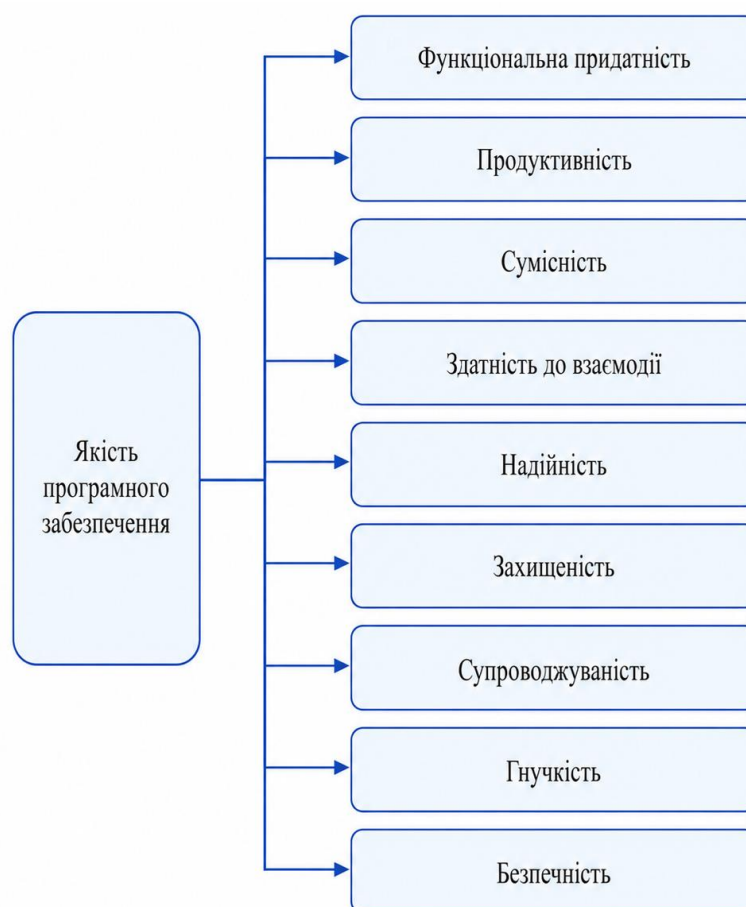 Функціональна придатність
Продуктивність
Сумісність
Здатність до взаємодії
Надійність
Захищеність
Супроводжуваність
Гнучкість
Безпечність
Якість
програмного
забезпечення